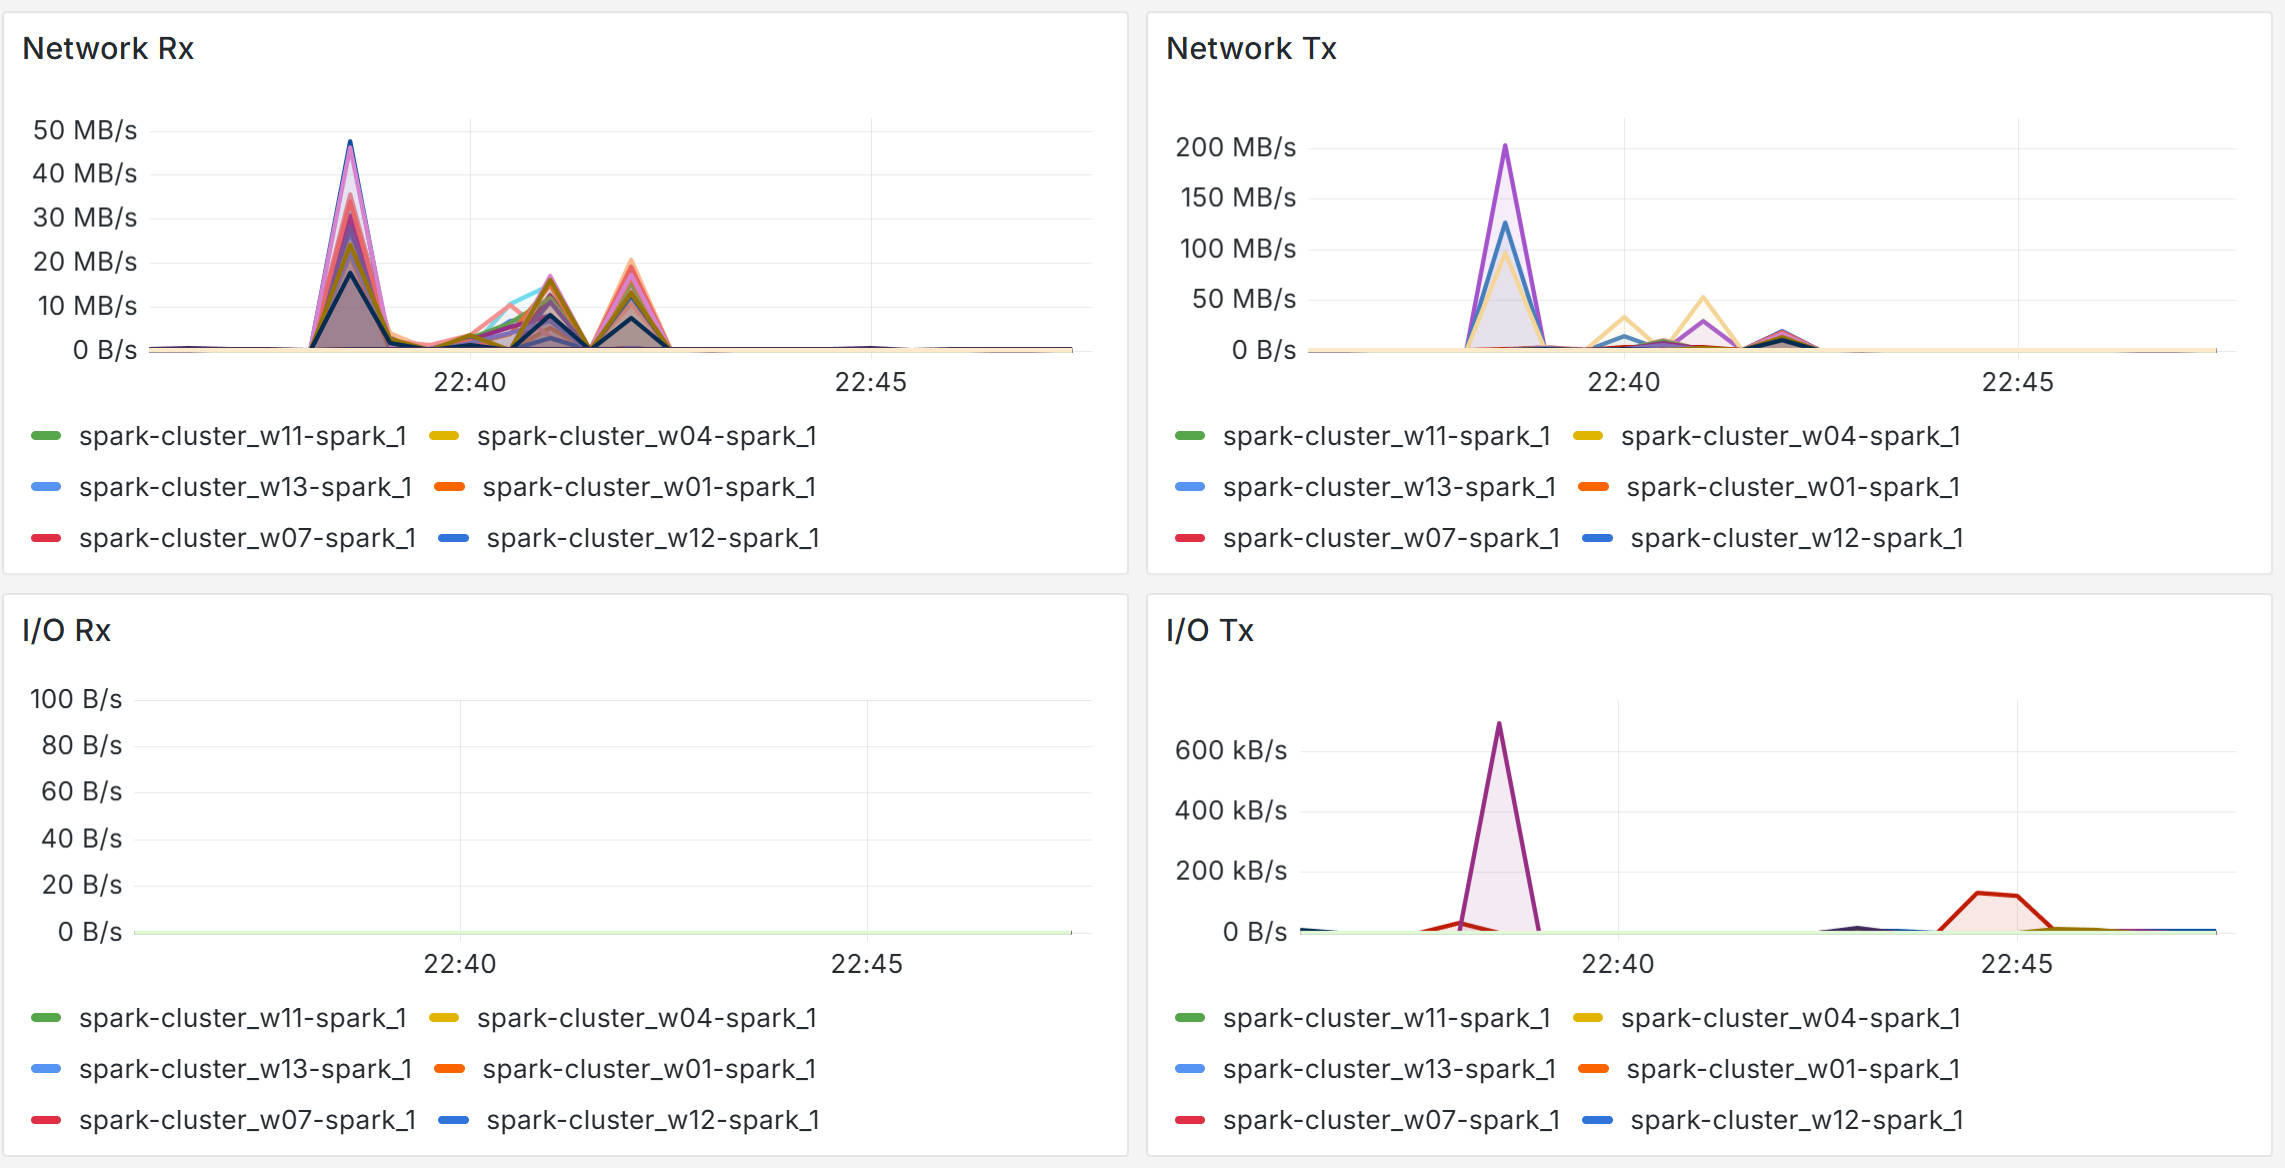 Network Rx
50 MB/s
40 MB/s
30 MB/s
20 MB/s
10 MB/s
0 B/s
22:40 22:45
spark-cluster_w11-spark_1 spark-cluster_w04-spark_1
spark-cluster_w13-spark_1 spark-cluster_w01-spark_1
spark-cluster_w07-spark_1 spark-cluster_w12-spark_1
Network Tx
200 MB/s
150 MB/s
100 MB/s
50 MB/s
0 B/s
22:40 22:45
spark-cluster_w11-spark_1 spark-cluster_w04-spark_1
spark-cluster_w13-spark_1 spark-cluster_w01-spark_1
spark-cluster_w07-spark_1 spark-cluster_w12-spark_1
I/O Rx
100 B/s
80 B/s
60 B/s
40 B/s
20 B/s
0 B/s
22:40 22:45
spark-cluster_w11-spark_1 spark-cluster_w04-spark_1
spark-cluster_w13-spark_1 spark-cluster_w01-spark_1
spark-cluster_w07-spark_1 spark-cluster_w12-spark_1
I/O Tx
600 kB/s
400 kB/s
200 kB/s
0 B/s
22:40 22:45
spark-cluster_w11-spark_1 spark-cluster_w04-spark_1
spark-cluster_w13-spark_1 spark-cluster_w01-spark_1
spark-cluster_w07-spark_1 spark-cluster_w12-spark_1